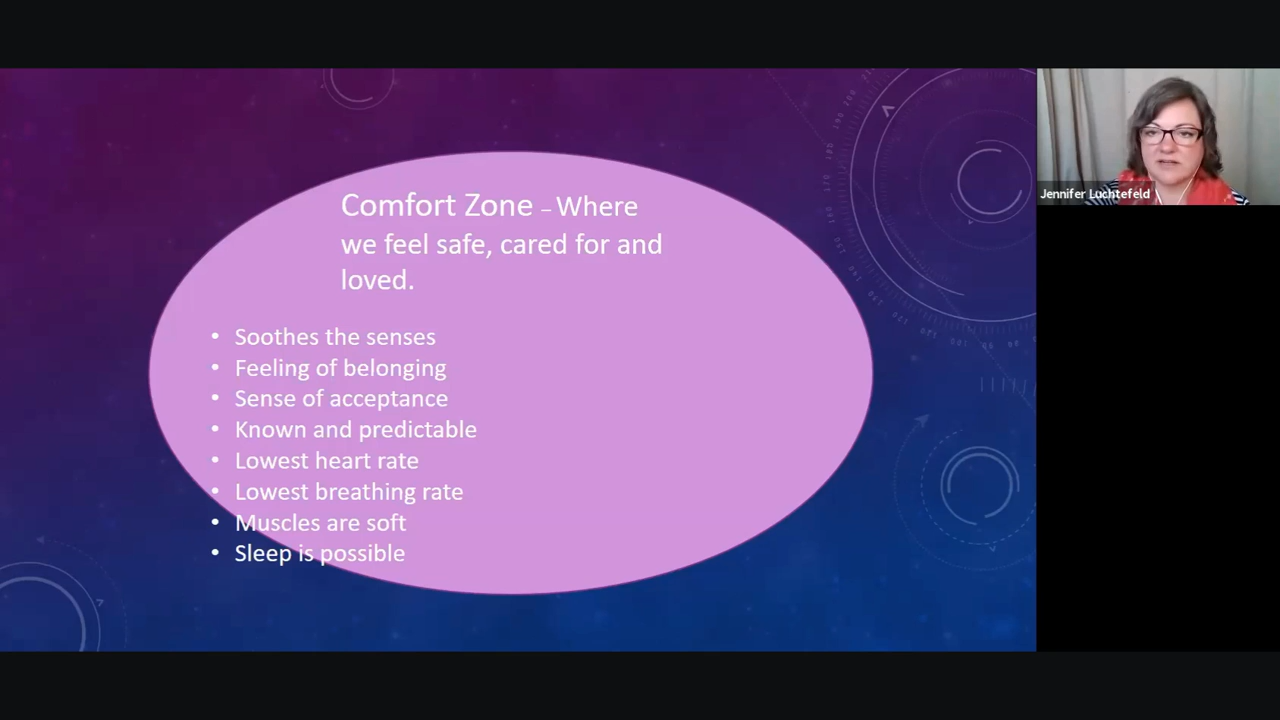 Comfort Zone – Where
we feel safe, cared for and
loved.
• Soothes the senses
• Feeling of belonging
• Sense of acceptance
• Known and predictable
• Lowest heart rate
• Lowest breathing rate
• Muscles are soft
• Sleep is possible
Jennifer Luchtefeld